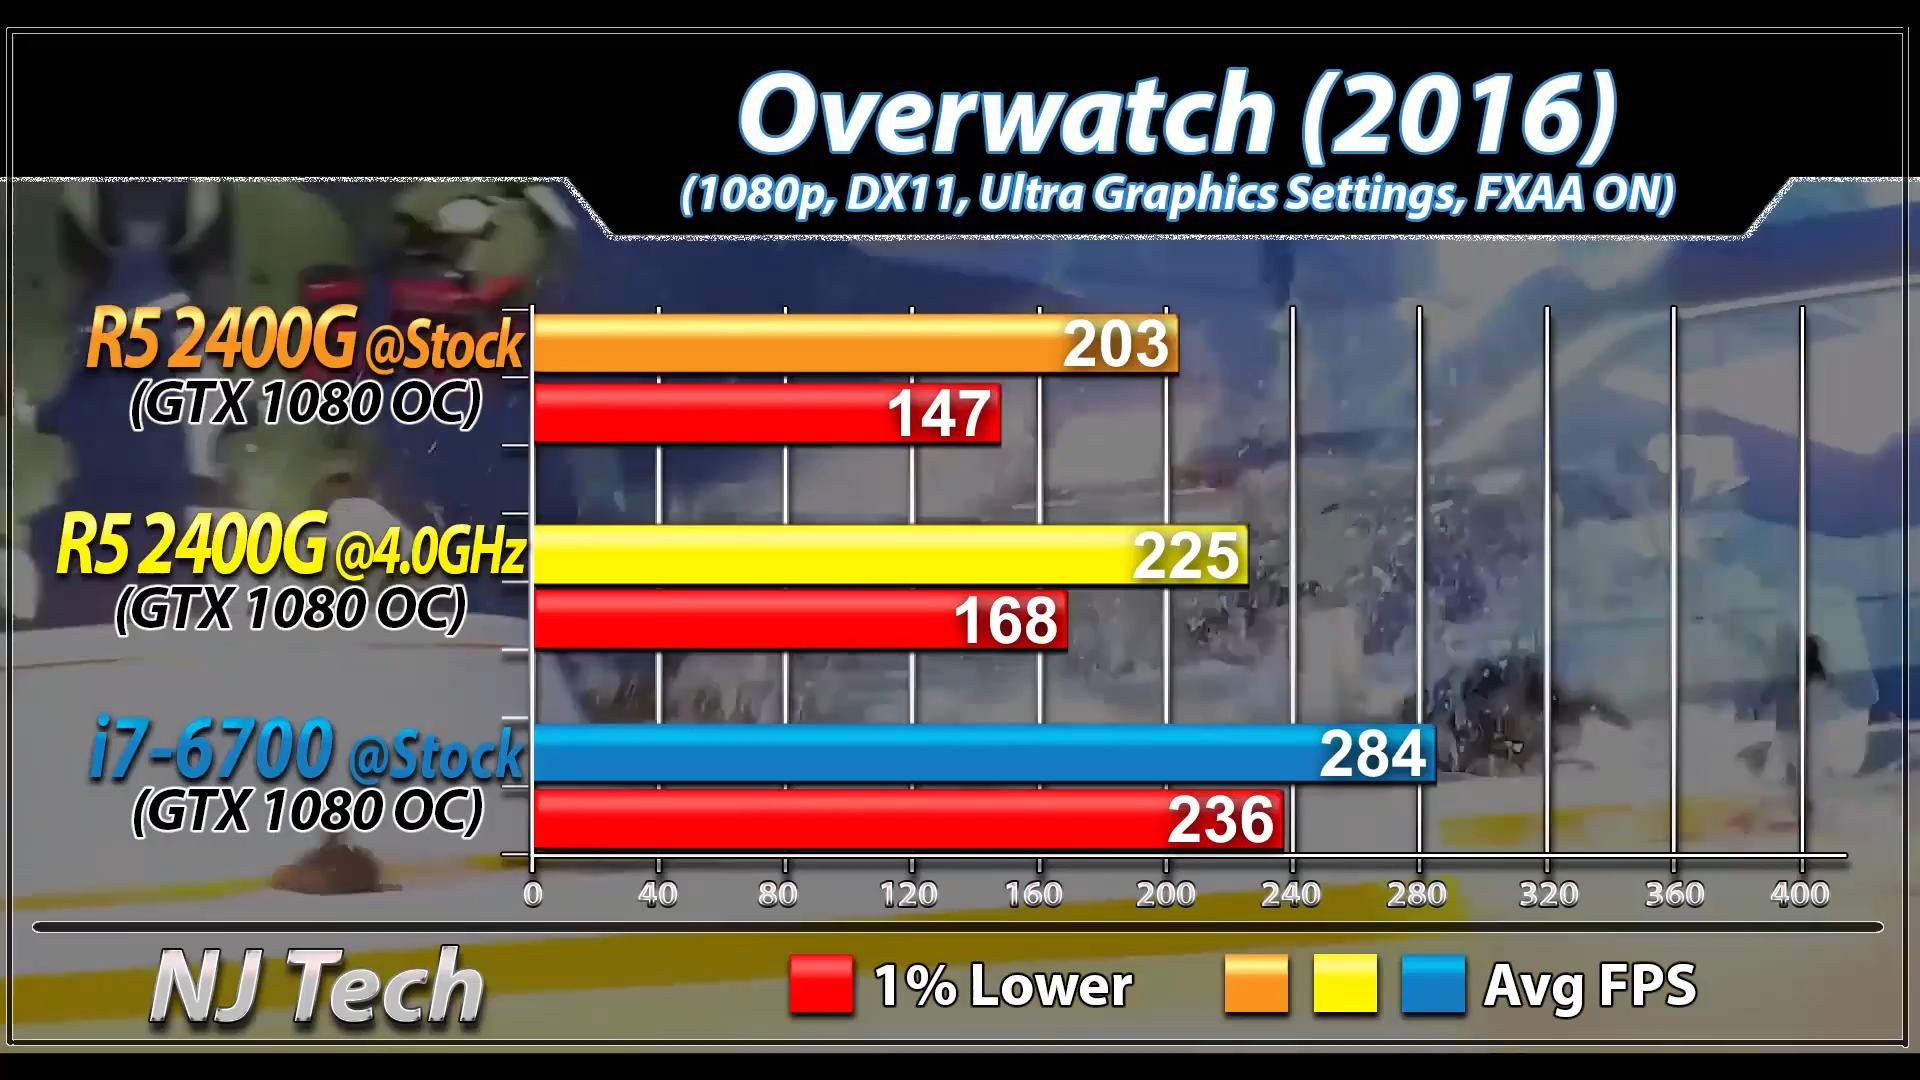 Overwatch (2016)
(1080p, DX11, Ultra Graphics Settings, FXAA ON)
R5 2400G @Stock
(GTX 1080 OC)
203
147
R5 2400G @4.0GHz
(GTX 1080 OC)
225
168
i7-6700 @Stock
(GTX 1080 OC)
284
236
0 40 80 120 160 200 240 280 320 360 400
NJ Tech
1% Lower
Avg FPS